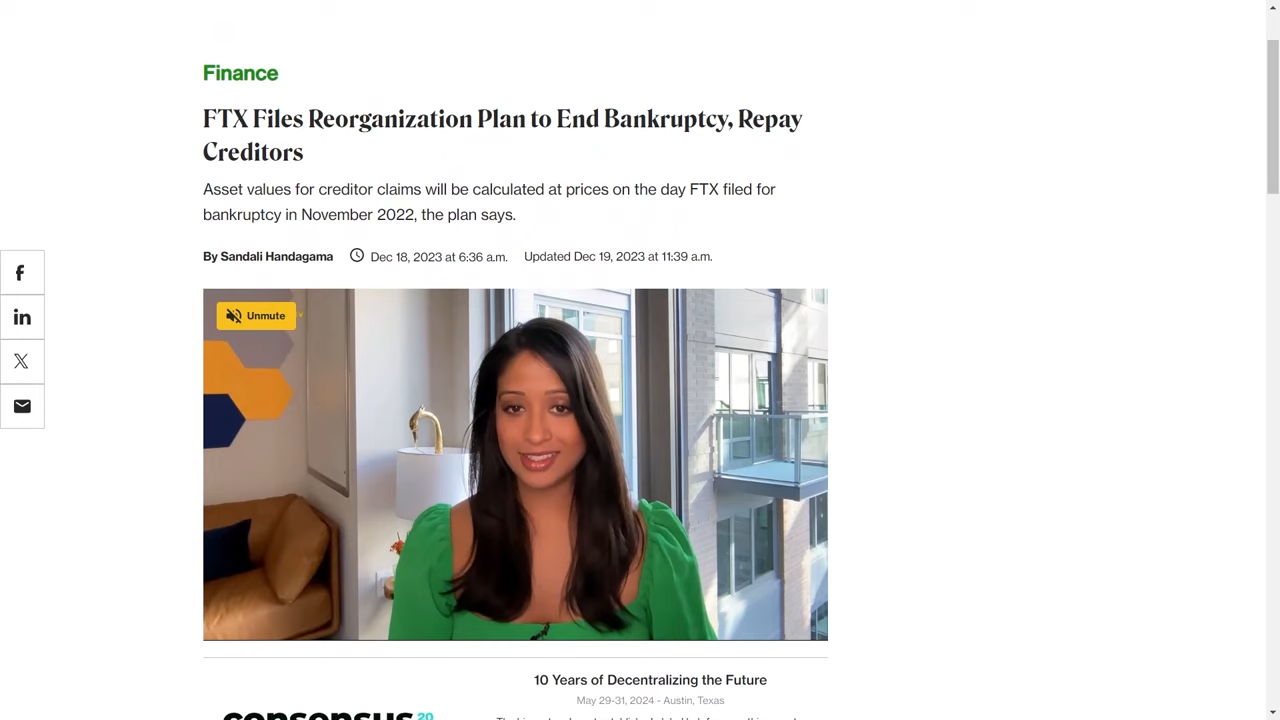 Finance
FTX Files Reorganization Plan to End Bankruptcy, Repay
Creditors
Asset values for creditor claims will be calculated at prices on the day FTX filed for
bankruptcy in November 2022, the plan says.
By Sandali Handagama Dec 18, 2023 at 6:36 a.m. Updated Dec 19, 2023 at 11:39 a.m.
Unmute
10 Years of Decentralizing the Future
May 29-31, 2024 - Austin, Texas
consensus 20